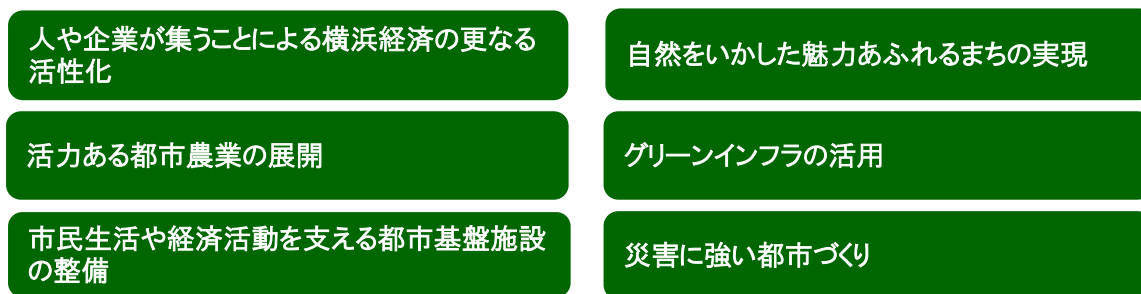 人や企業が集うことによる横浜経済の更なる
活性化
自然をいかした魅力あふれるまちの実現
活力ある都市農業の展開
グリーンインフラの活用
市民生活や経済活動を支える都市基盤施設
の整備
災害に強い都市づくり